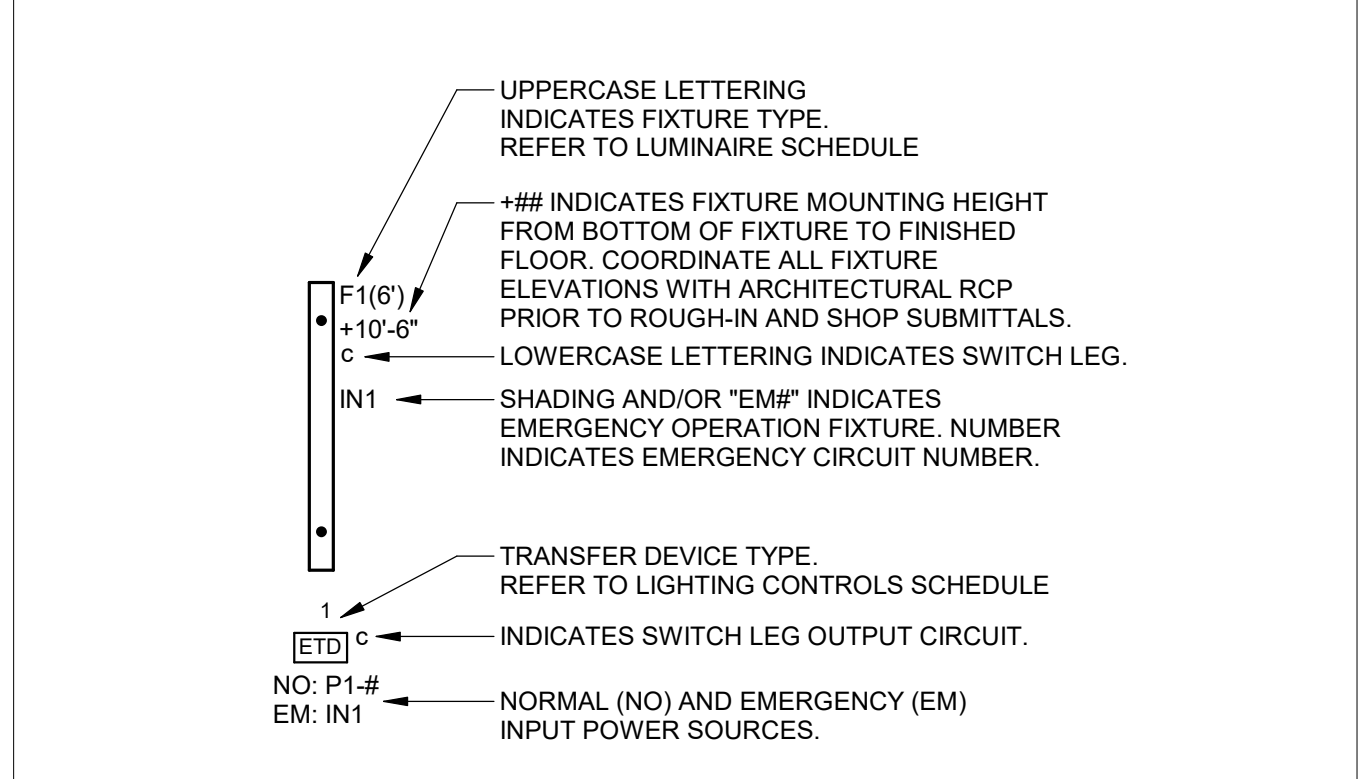 UPPERCASE LETTERING
INDICATES FIXTURE TYPE.
REFER TO LUMINAIRE SCHEDULE
+## INDICATES FIXTURE MOUNTING HEIGHT
FROM BOTTOM OF FIXTURE TO FINISHED
FLOOR. COORDINATE ALL FIXTURE
ELEVATIONS WITH ARCHITECTURAL RCP
PRIOR TO ROUGH-IN AND SHOP SUBMITTALS.
F1(6')
+10'-6"
c
LOWERCASE LETTERING INDICATES SWITCH LEG.
IN1
SHADING AND/OR "EM#" INDICATES
EMERGENCY OPERATION FIXTURE. NUMBER
INDICATES EMERGENCY CIRCUIT NUMBER.
TRANSFER DEVICE TYPE.
REFER TO LIGHTING CONTROLS SCHEDULE
1
ETD
c
INDICATES SWITCH LEG OUTPUT CIRCUIT.
NO: P1-#
EM: IN1
NORMAL (NO) AND EMERGENCY (EM)
INPUT POWER SOURCES.